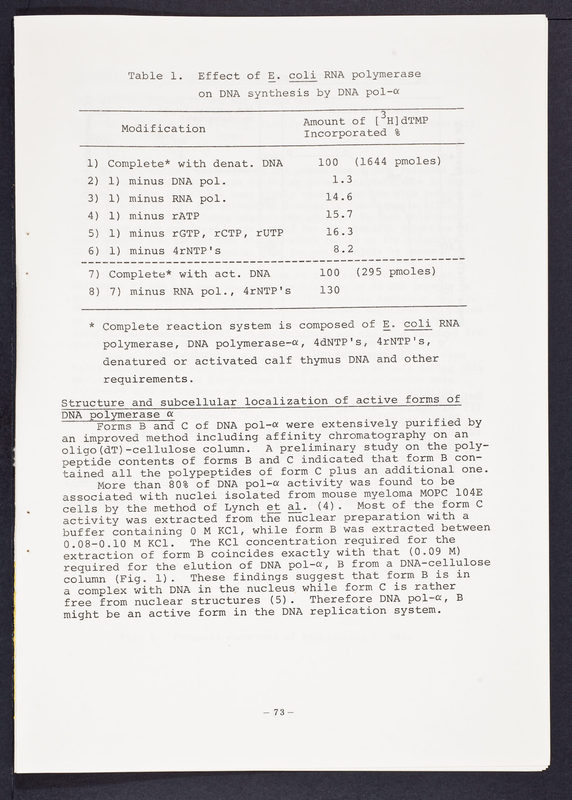 Table 1. Effect of E. coli RNA polymerase
on DNA synthesis by DNA pol-α
Modification
Amount of [3H]dTMP
Incorporated %
1) Complete* with denat. DNA 100 (1644 pmoles)
2) 1) minus DNA pol. 1.3
3) 1) minus RNA pol. 14.6
4) 1) minus rATP 15.7
5) 1) minus rGTP, rCTP, rUTP 16.3
6) 1) minus 4rNTP's 8.2
7) Complete* with act. DNA 100 (295 pmoles)
8) 7) minus RNA pol., 4rNTP's 130
* Complete reaction system is composed of E. coli RNA
polymerase, DNA polymerase-α, 4dNTP's, 4rNTP's,
denatured or activated calf thymus DNA and other
requirements.
Structure and subcellular localization of active forms of
DNA polymerase α
Forms B and C of DNA pol-α were extensively purified by
an improved method including affinity chromatography on an
oligo(dT)-cellulose column. A preliminary study on the poly-
peptide contents of forms B and C indicated that form B con-
tained all the polypeptides of form C plus an additional one.
More than 80% of DNA pol-α activity was found to be
associated with nuclei isolated from mouse myeloma MOPC 104E
cells by the method of Lynch et al. (4). Most of the form C
activity was extracted from the nuclear preparation with a
buffer containing 0 M KCl, while form B was extracted between
0.08-0.10 M KCl. The KCl concentration required for the
extraction of form B coincides exactly with that (0.09 M)
required for the elution of DNA pol-α, B from a DNA-cellulose
column (Fig. 1). These findings suggest that form B is in
a complex with DNA in the nucleus while form C is rather
free from nuclear structures (5). Therefore DNA pol-α, B
might be an active form in the DNA replication system.
- 73 -